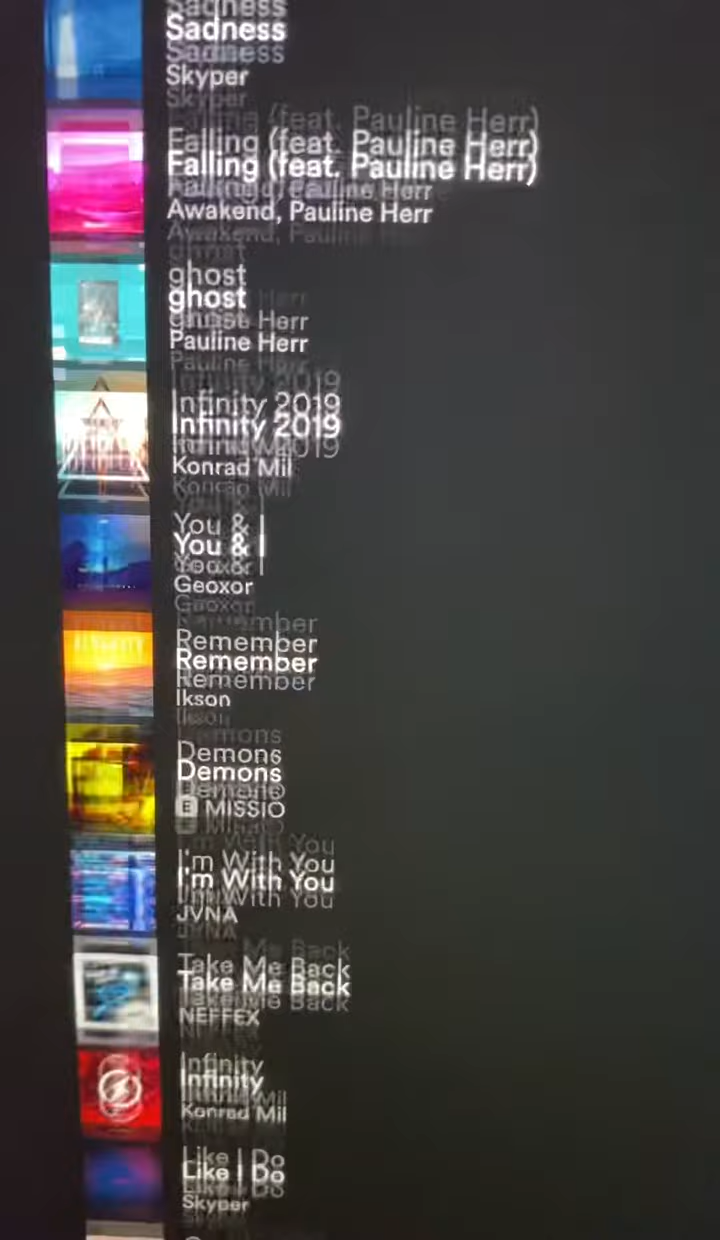 Sadness
Skyper
Falling (feat. Pauline Herr)
Awakend, Pauline Herr
ghost
Pauline Herr
Infinity 2019
Konrad Mil
You & I
Geoxor
Remember
Ikson
Demons
E MISSIO
I'm With You
JVNA
Take Me Back
NEFFEX
Infinity
Konrad Mil
Like I Do
Skyper